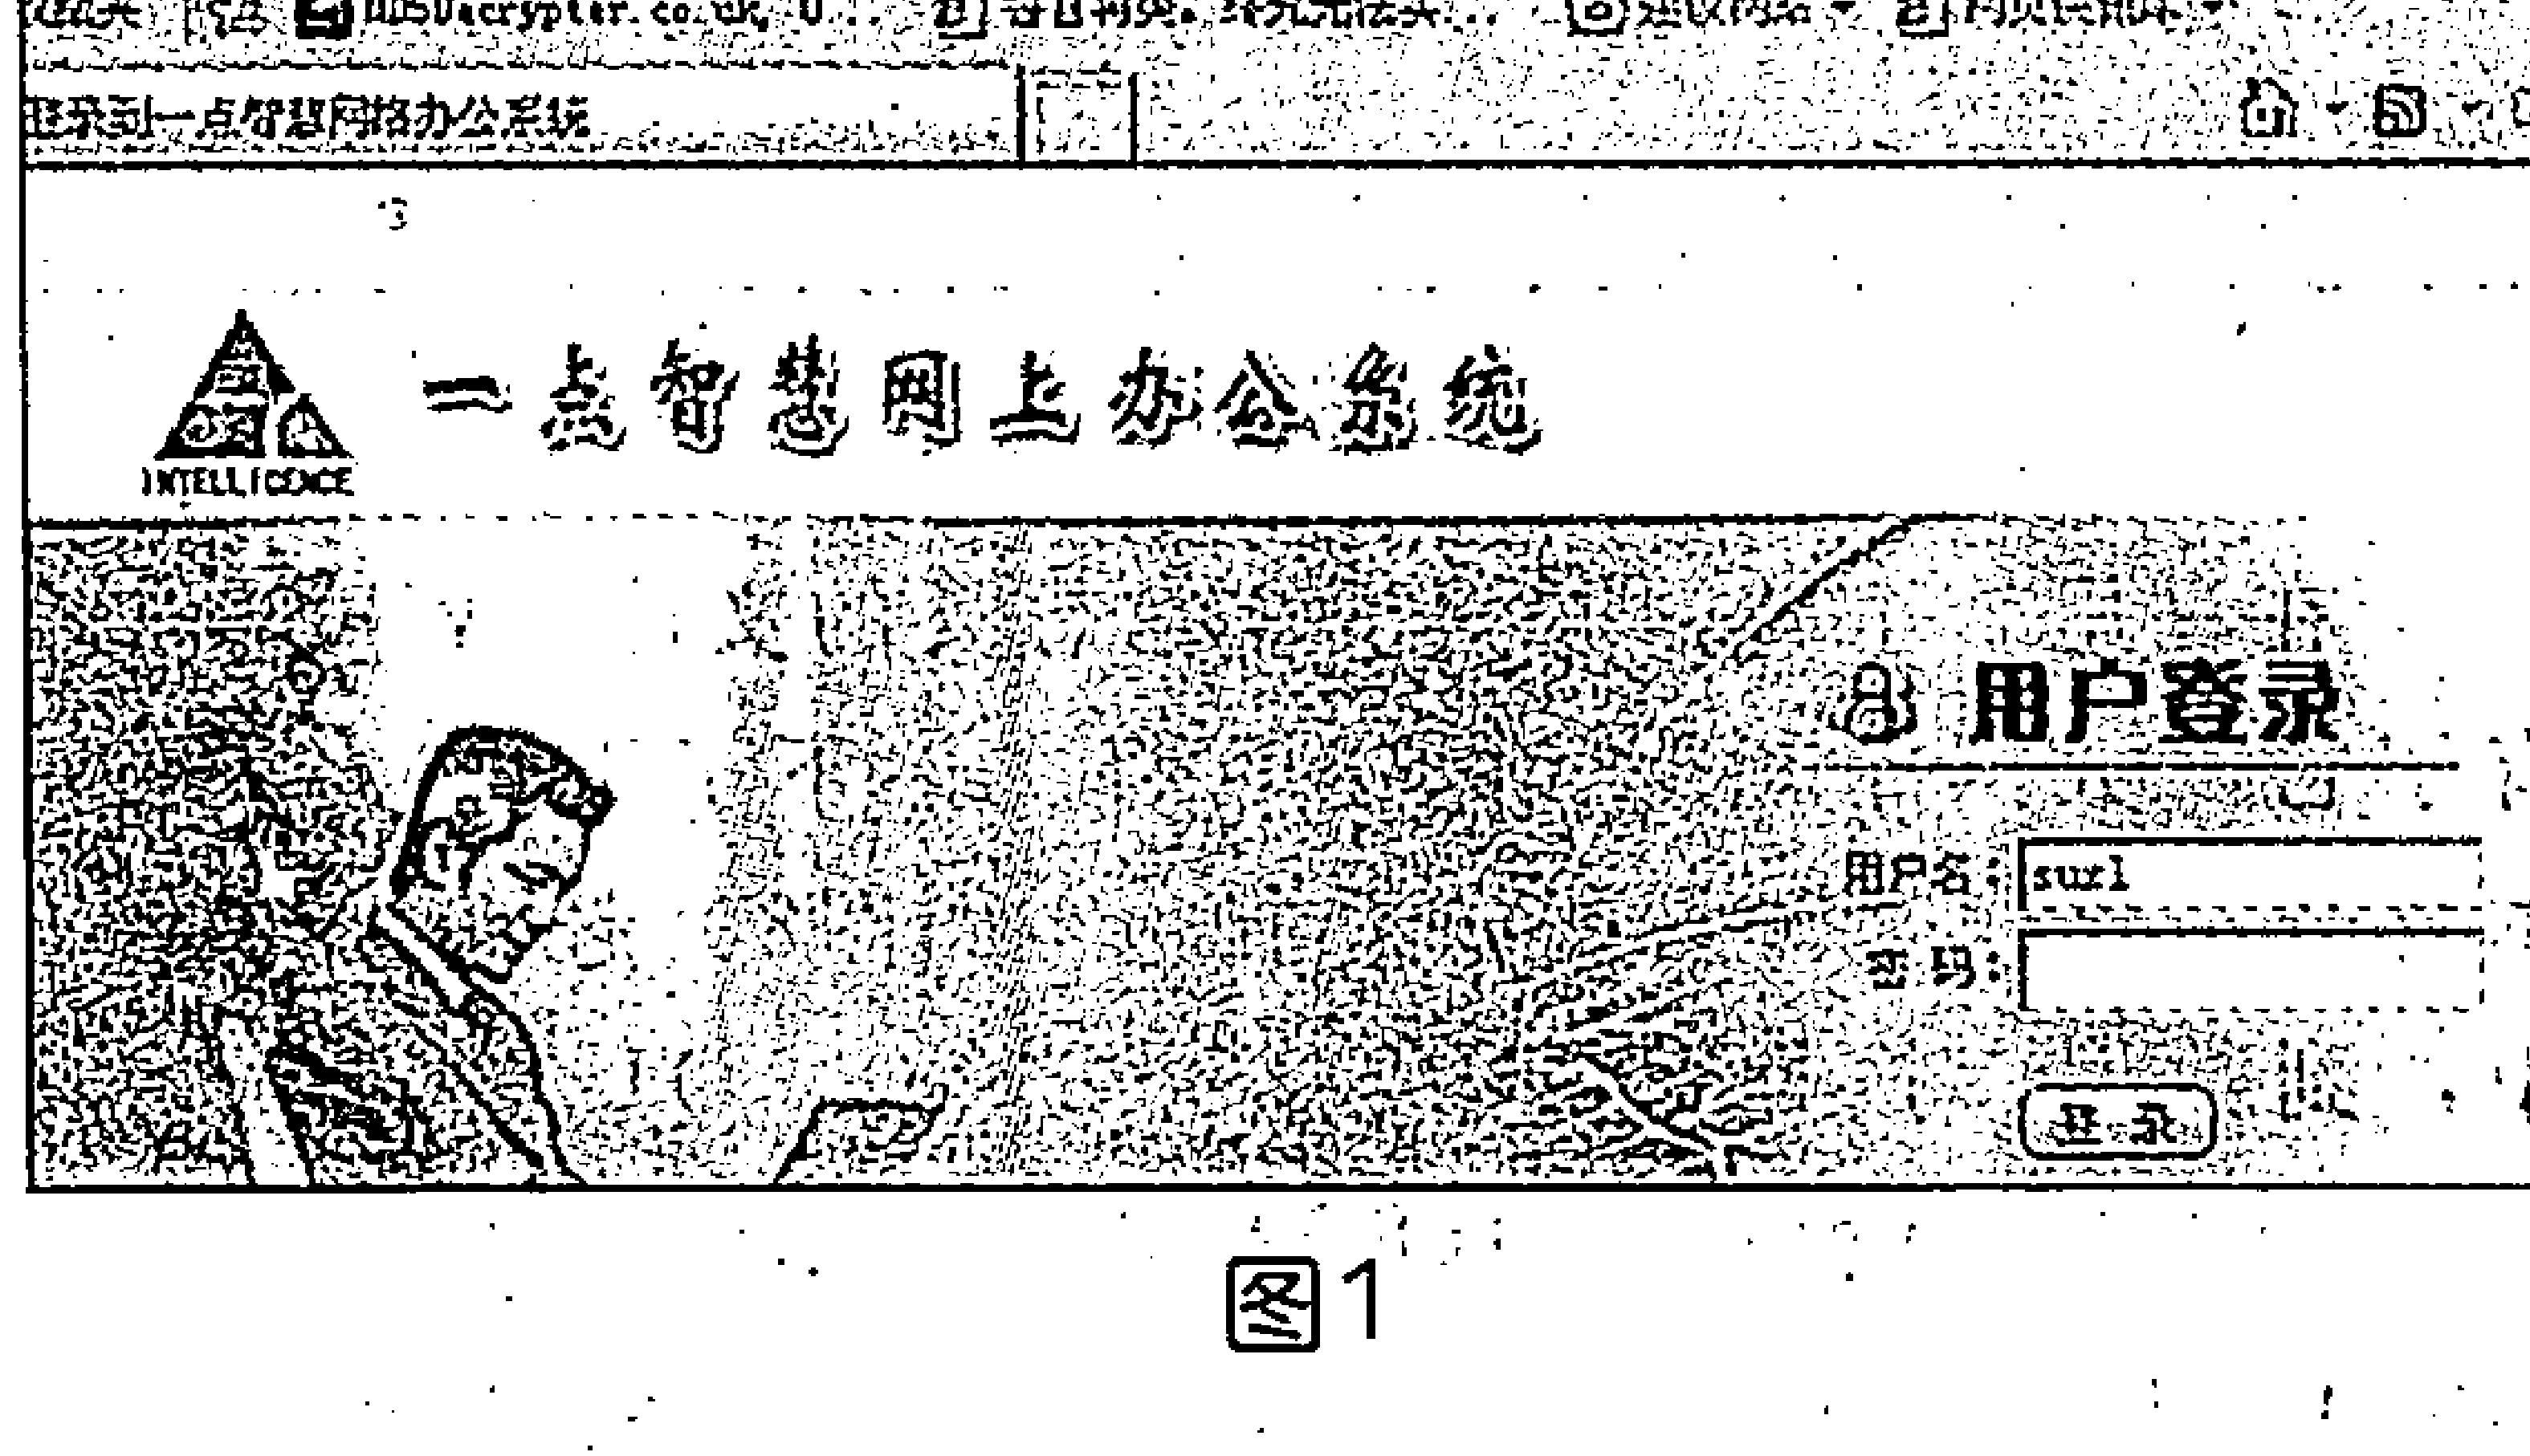 登录到一点智慧网络办公系统
一点智慧网上办公系统
INTELLIGENCE
用户登录
用户名: surl
密 码:
登 录
图1